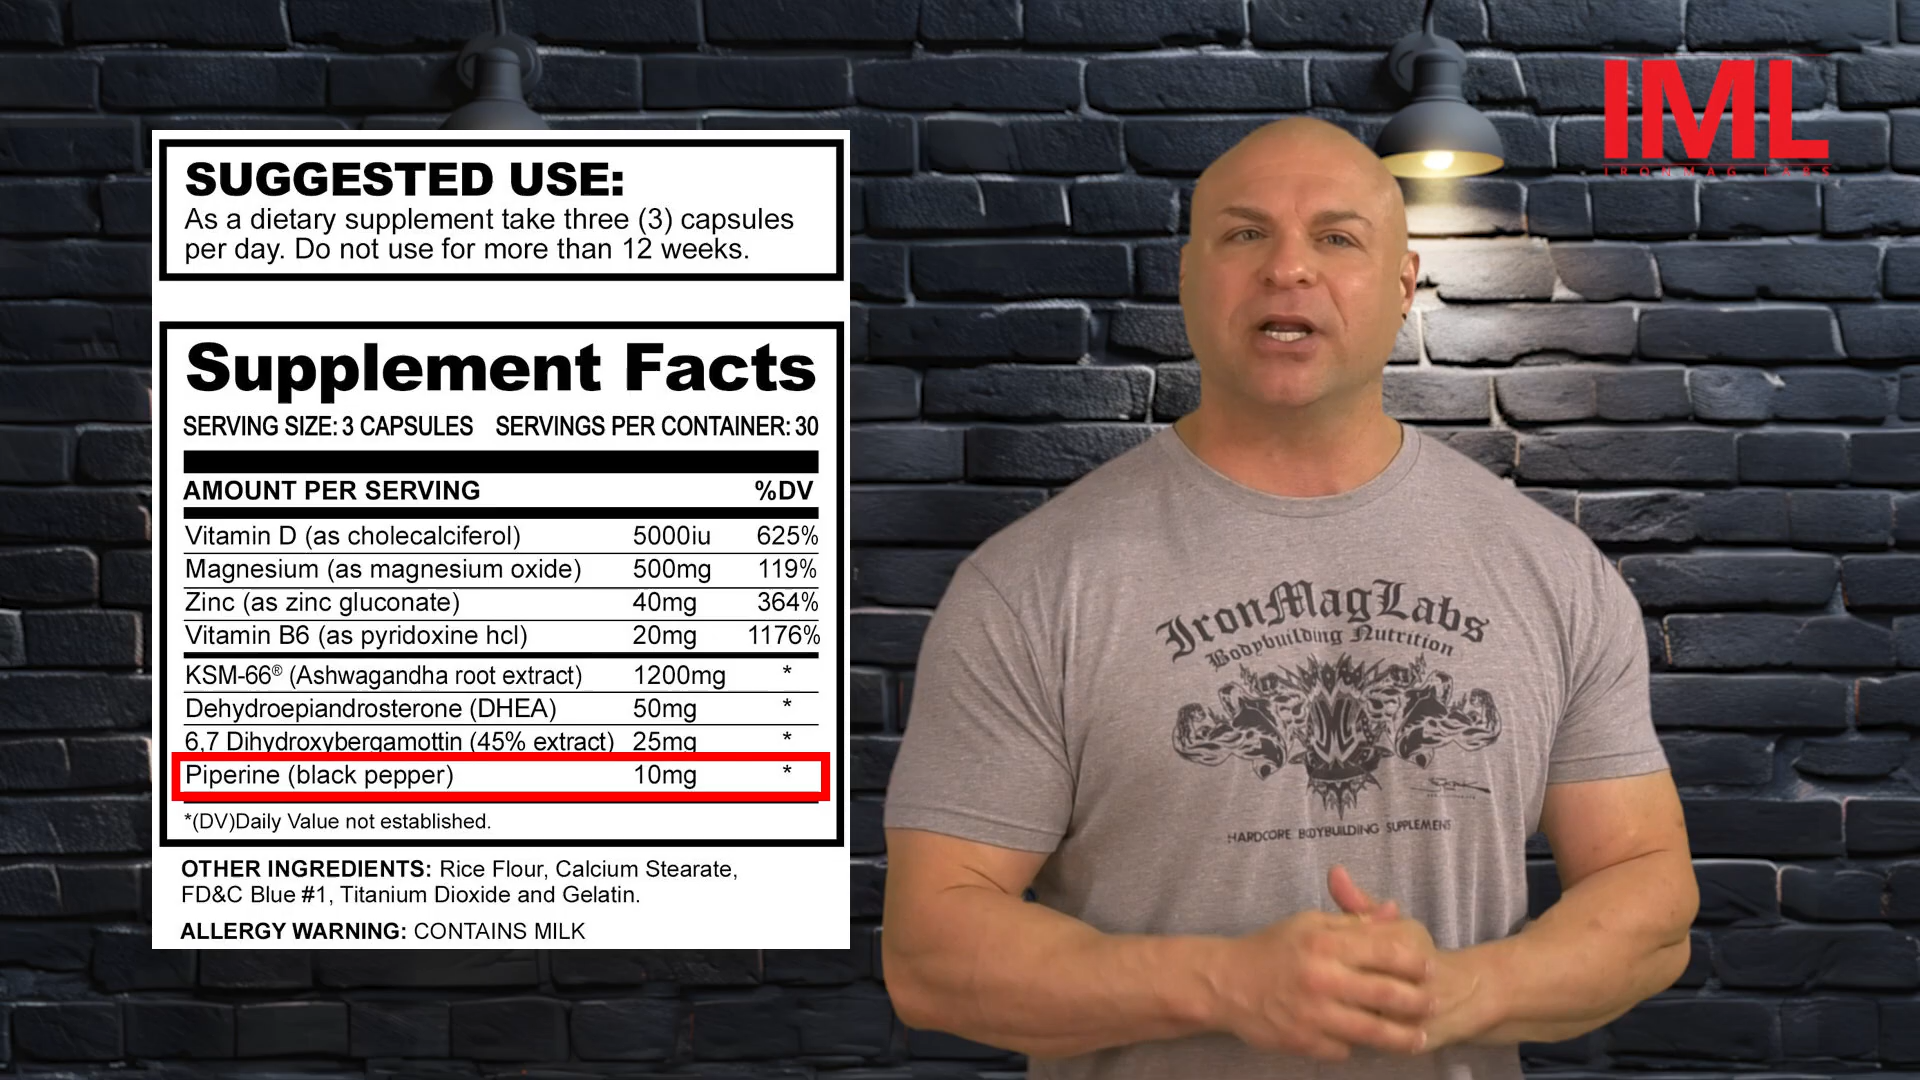 SUGGESTED USE:
As a dietary supplement take three (3) capsules
per day. Do not use for more than 12 weeks.
Supplement Facts
SERVING SIZE: 3 CAPSULES SERVINGS PER CONTAINER: 30
AMOUNT PER SERVING %DV
Vitamin D (as cholecalciferol) 5000iu 625%
Magnesium (as magnesium oxide) 500mg 119%
Zinc (as zinc gluconate) 40mg 364%
Vitamin B6 (as pyridoxine hcl) 20mg 1176%
KSM-66® (Ashwagandha root extract) 1200mg *
Dehydroepiandrosterone (DHEA) 50mg *
6,7 Dihydroxybergamottin (45% extract) 25mg *
Piperine (black pepper) 10mg *
*(DV)Daily Value not established.
OTHER INGREDIENTS: Rice Flour, Calcium Stearate,
FD&C Blue #1, Titanium Dioxide and Gelatin.
ALLERGY WARNING: CONTAINS MILK
IML
IRONMAG LABS
IronMagLabs
Bodybuilding Nutrition
HARDCORE BODYBUILDING SUPPLEMENTS